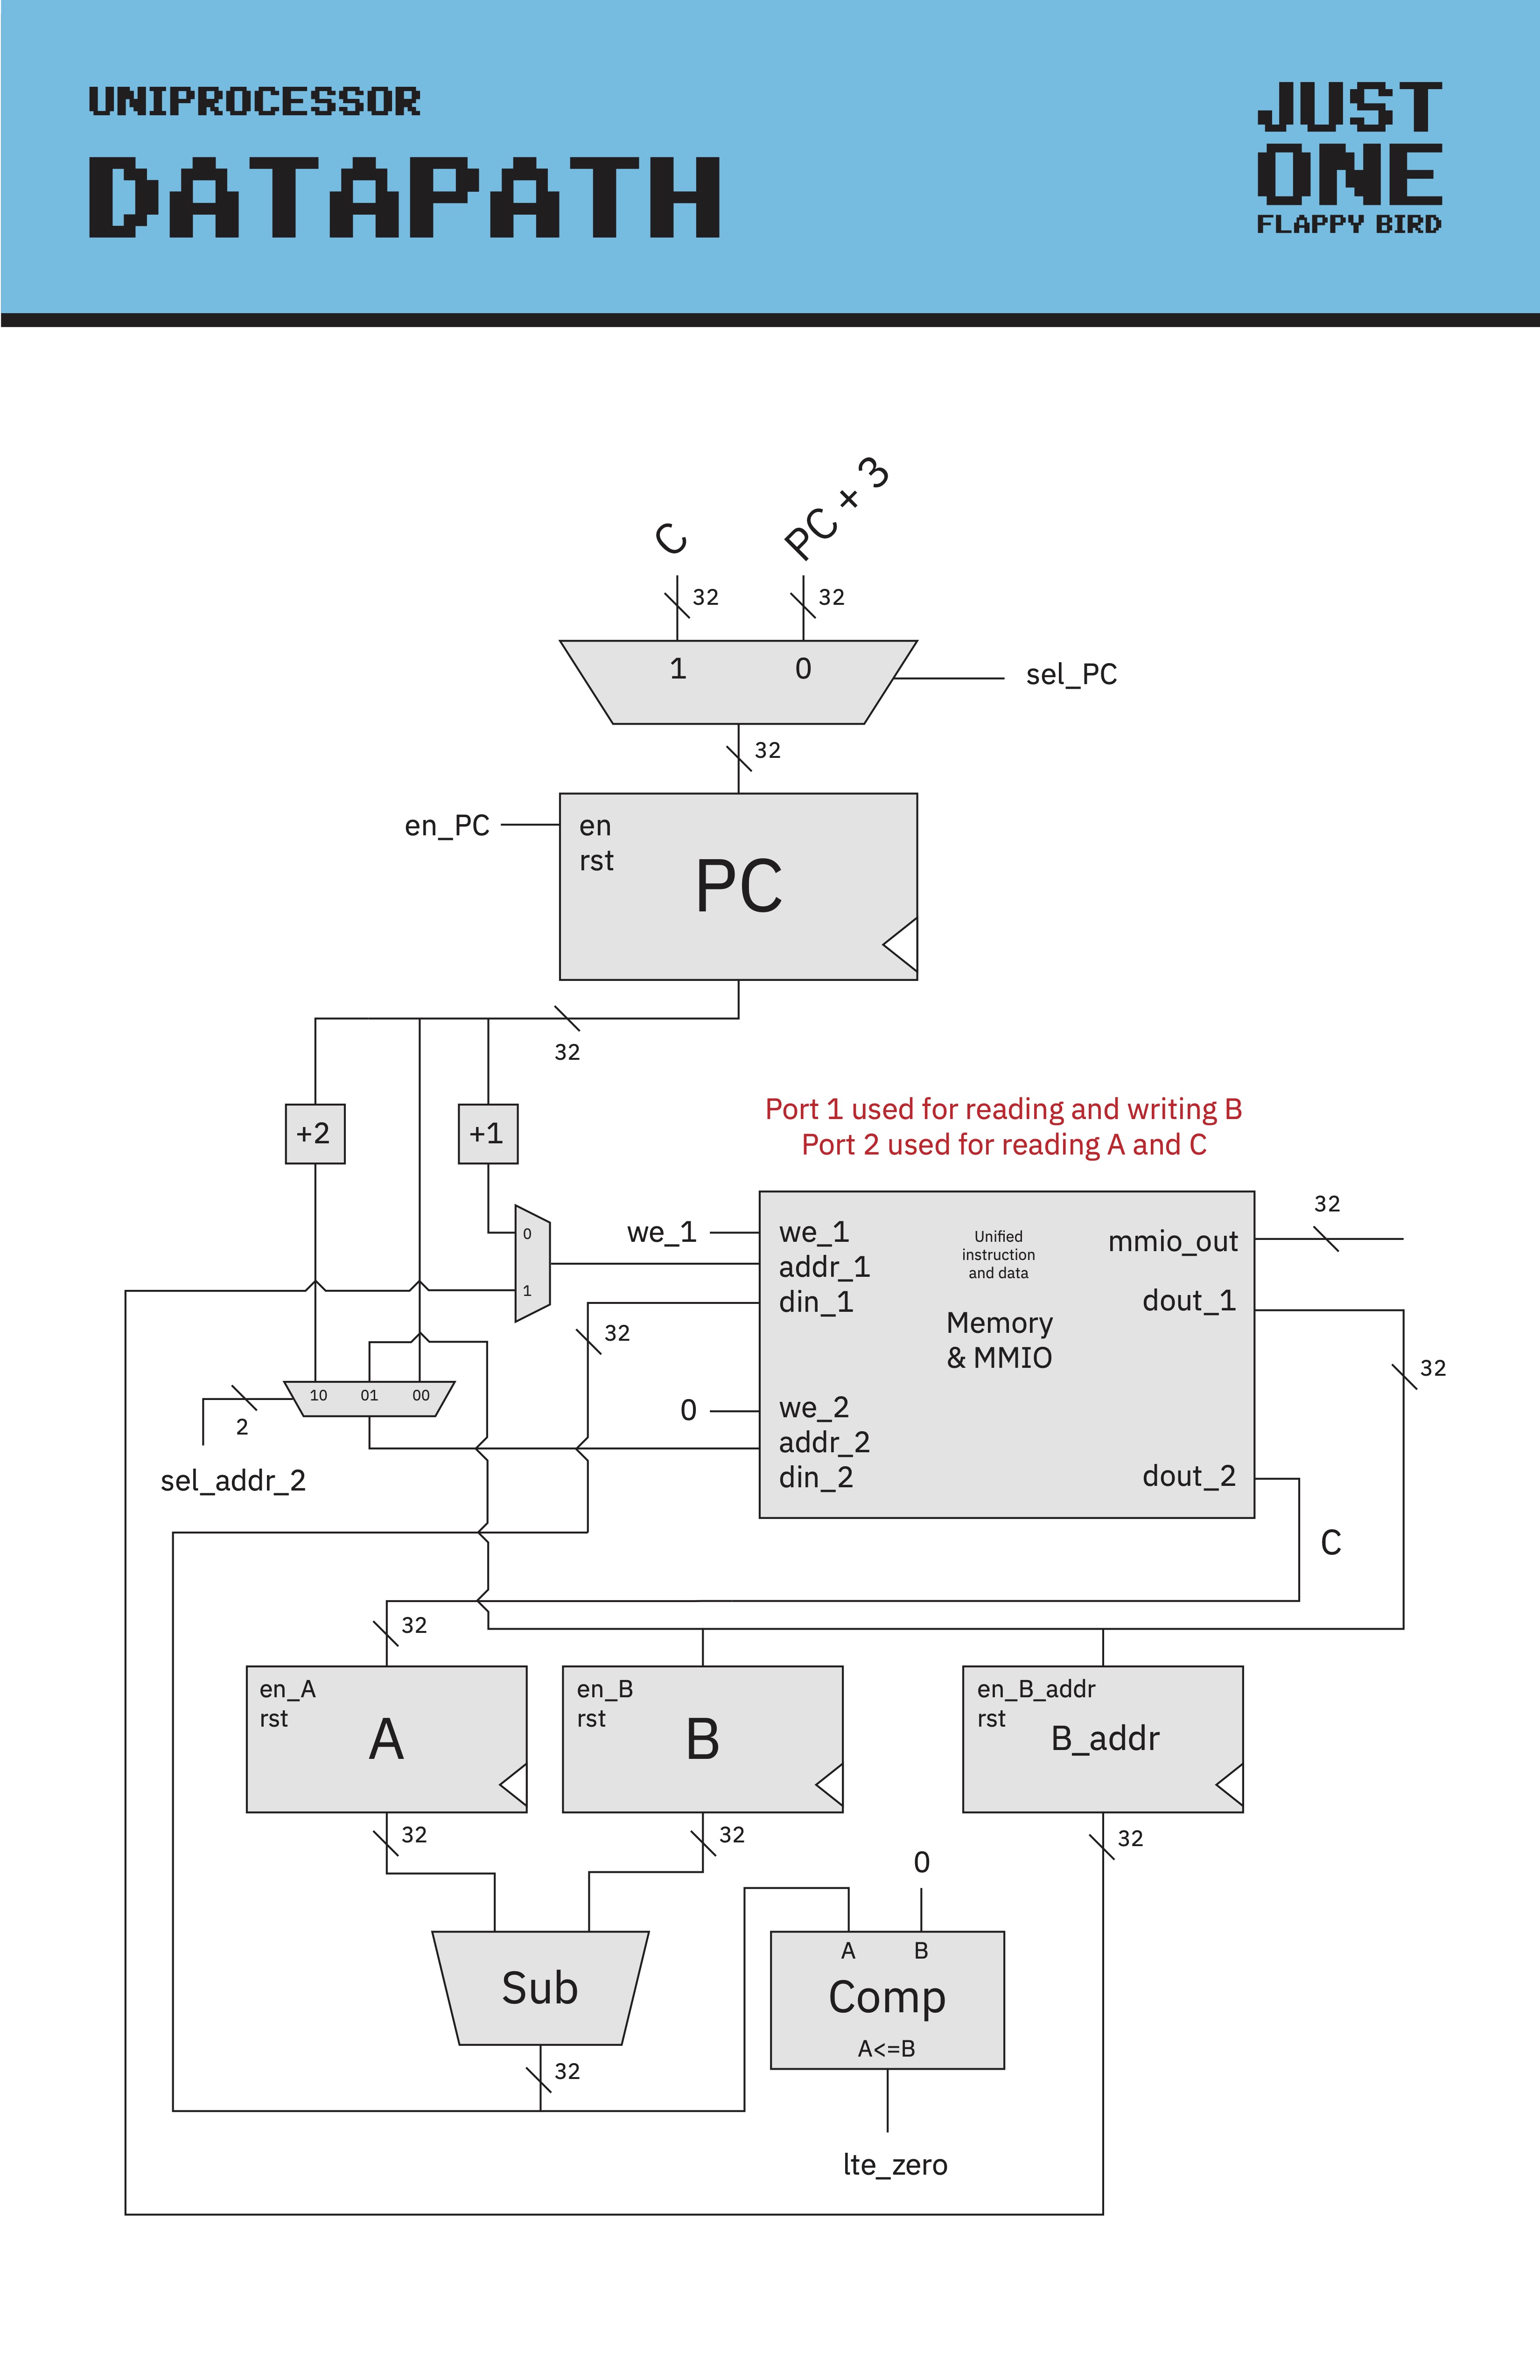 UNIPROCESSOR
DATAPATH
JUST
ONE
FLAPPY BIRD
C
PC + 3
32
32
1
0
sel_PC
32
en_PC
en
rst
PC
32
+2
+1
Port 1 used for reading and writing B
Port 2 used for reading A and C
0
1
we_1
we_1
addr_1
din_1
Unified
instruction
and data
Memory
& MMIO
mmio_out
32
dout_1
32
32
10
01
00
2
sel_addr_2
0
we_2
addr_2
din_2
dout_2
C
32
en_A
rst
A
en_B
rst
B
en_B_addr
rst
B_addr
32
32
32
0
Sub
A
B
Comp
A<=B
32
lte_zero